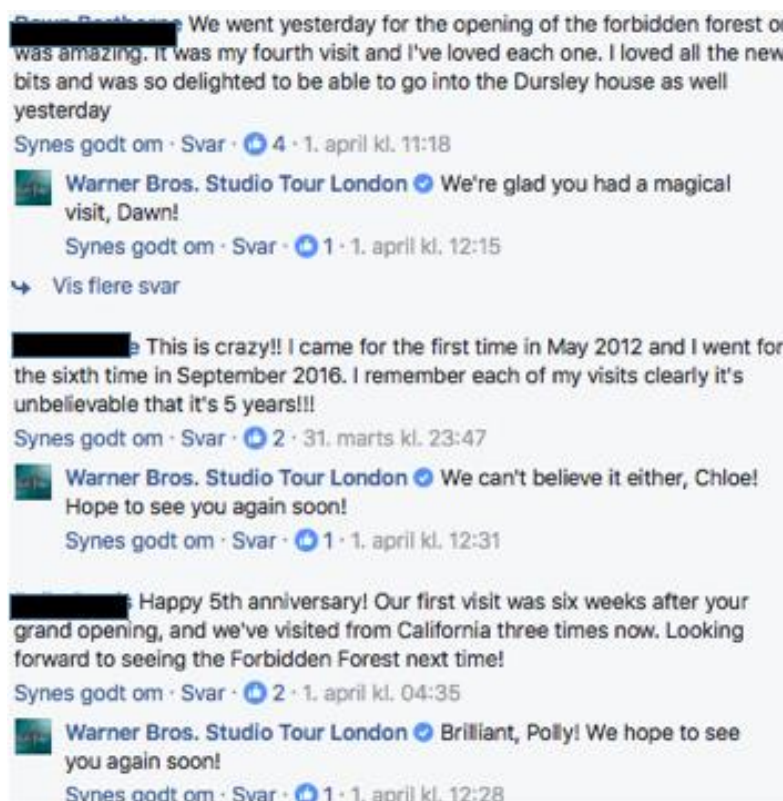 We went yesterday for the opening of the forbidden forest
was amazing. It was my fourth visit and I've loved each one. I loved all the new
bits and was so delighted to be able to go into the Dursley house as well
yesterday
Synes godt om · Svar · 4 · 1. april kl. 11:18
Warner Bros. Studio Tour London We're glad you had a magical
visit, Dawn!
Synes godt om · Svar · 1 · 1. april kl. 12:15
Vis flere svar
e This is crazy!! I came for the first time in May 2012 and I went for
the sixth time in September 2016. I remember each of my visits clearly it's
unbelievable that it's 5 years!!!
Synes godt om · Svar · 2 · 31. marts kl. 23:47
Warner Bros. Studio Tour London We can't believe it either, Chloe!
Hope to see you again soon!
Synes godt om · Svar · 1 · 1. april kl. 12:31
Happy 5th anniversary! Our first visit was six weeks after your
grand opening, and we've visited from California three times now. Looking
forward to seeing the Forbidden Forest next time!
Synes godt om · Svar · 2 · 1. april kl. 04:35
Warner Bros. Studio Tour London Brilliant, Polly! We hope to see
you again soon!
Synes godt om · Svar · 1 · 1. april kl. 12:28